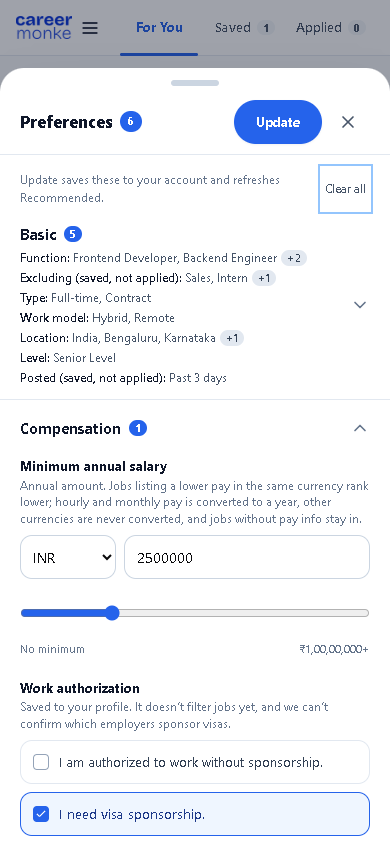 career
monke
For You
Saved 1
Applied 0
Preferences 6
Update
Update saves these to your account and refreshes
Recommended.
Clear all
Basic 5
Function: Frontend Developer, Backend Engineer +2
Excluding (saved, not applied): Sales, Intern +1
Type: Full-time, Contract
Work model: Hybrid, Remote
Location: India, Bengaluru, Karnataka +1
Level: Senior Level
Posted (saved, not applied): Past 3 days
Compensation 1
Minimum annual salary
Annual amount. Jobs listing a lower pay in the same currency rank
lower; hourly and monthly pay is converted to a year, other
currencies are never converted, and jobs without pay info stay in.
INR
2500000
No minimum
₹1,00,00,000+
Work authorization
Saved to your profile. It doesn't filter jobs yet, and we can't
confirm which employers sponsor visas.
I am authorized to work without sponsorship.
I need visa sponsorship.